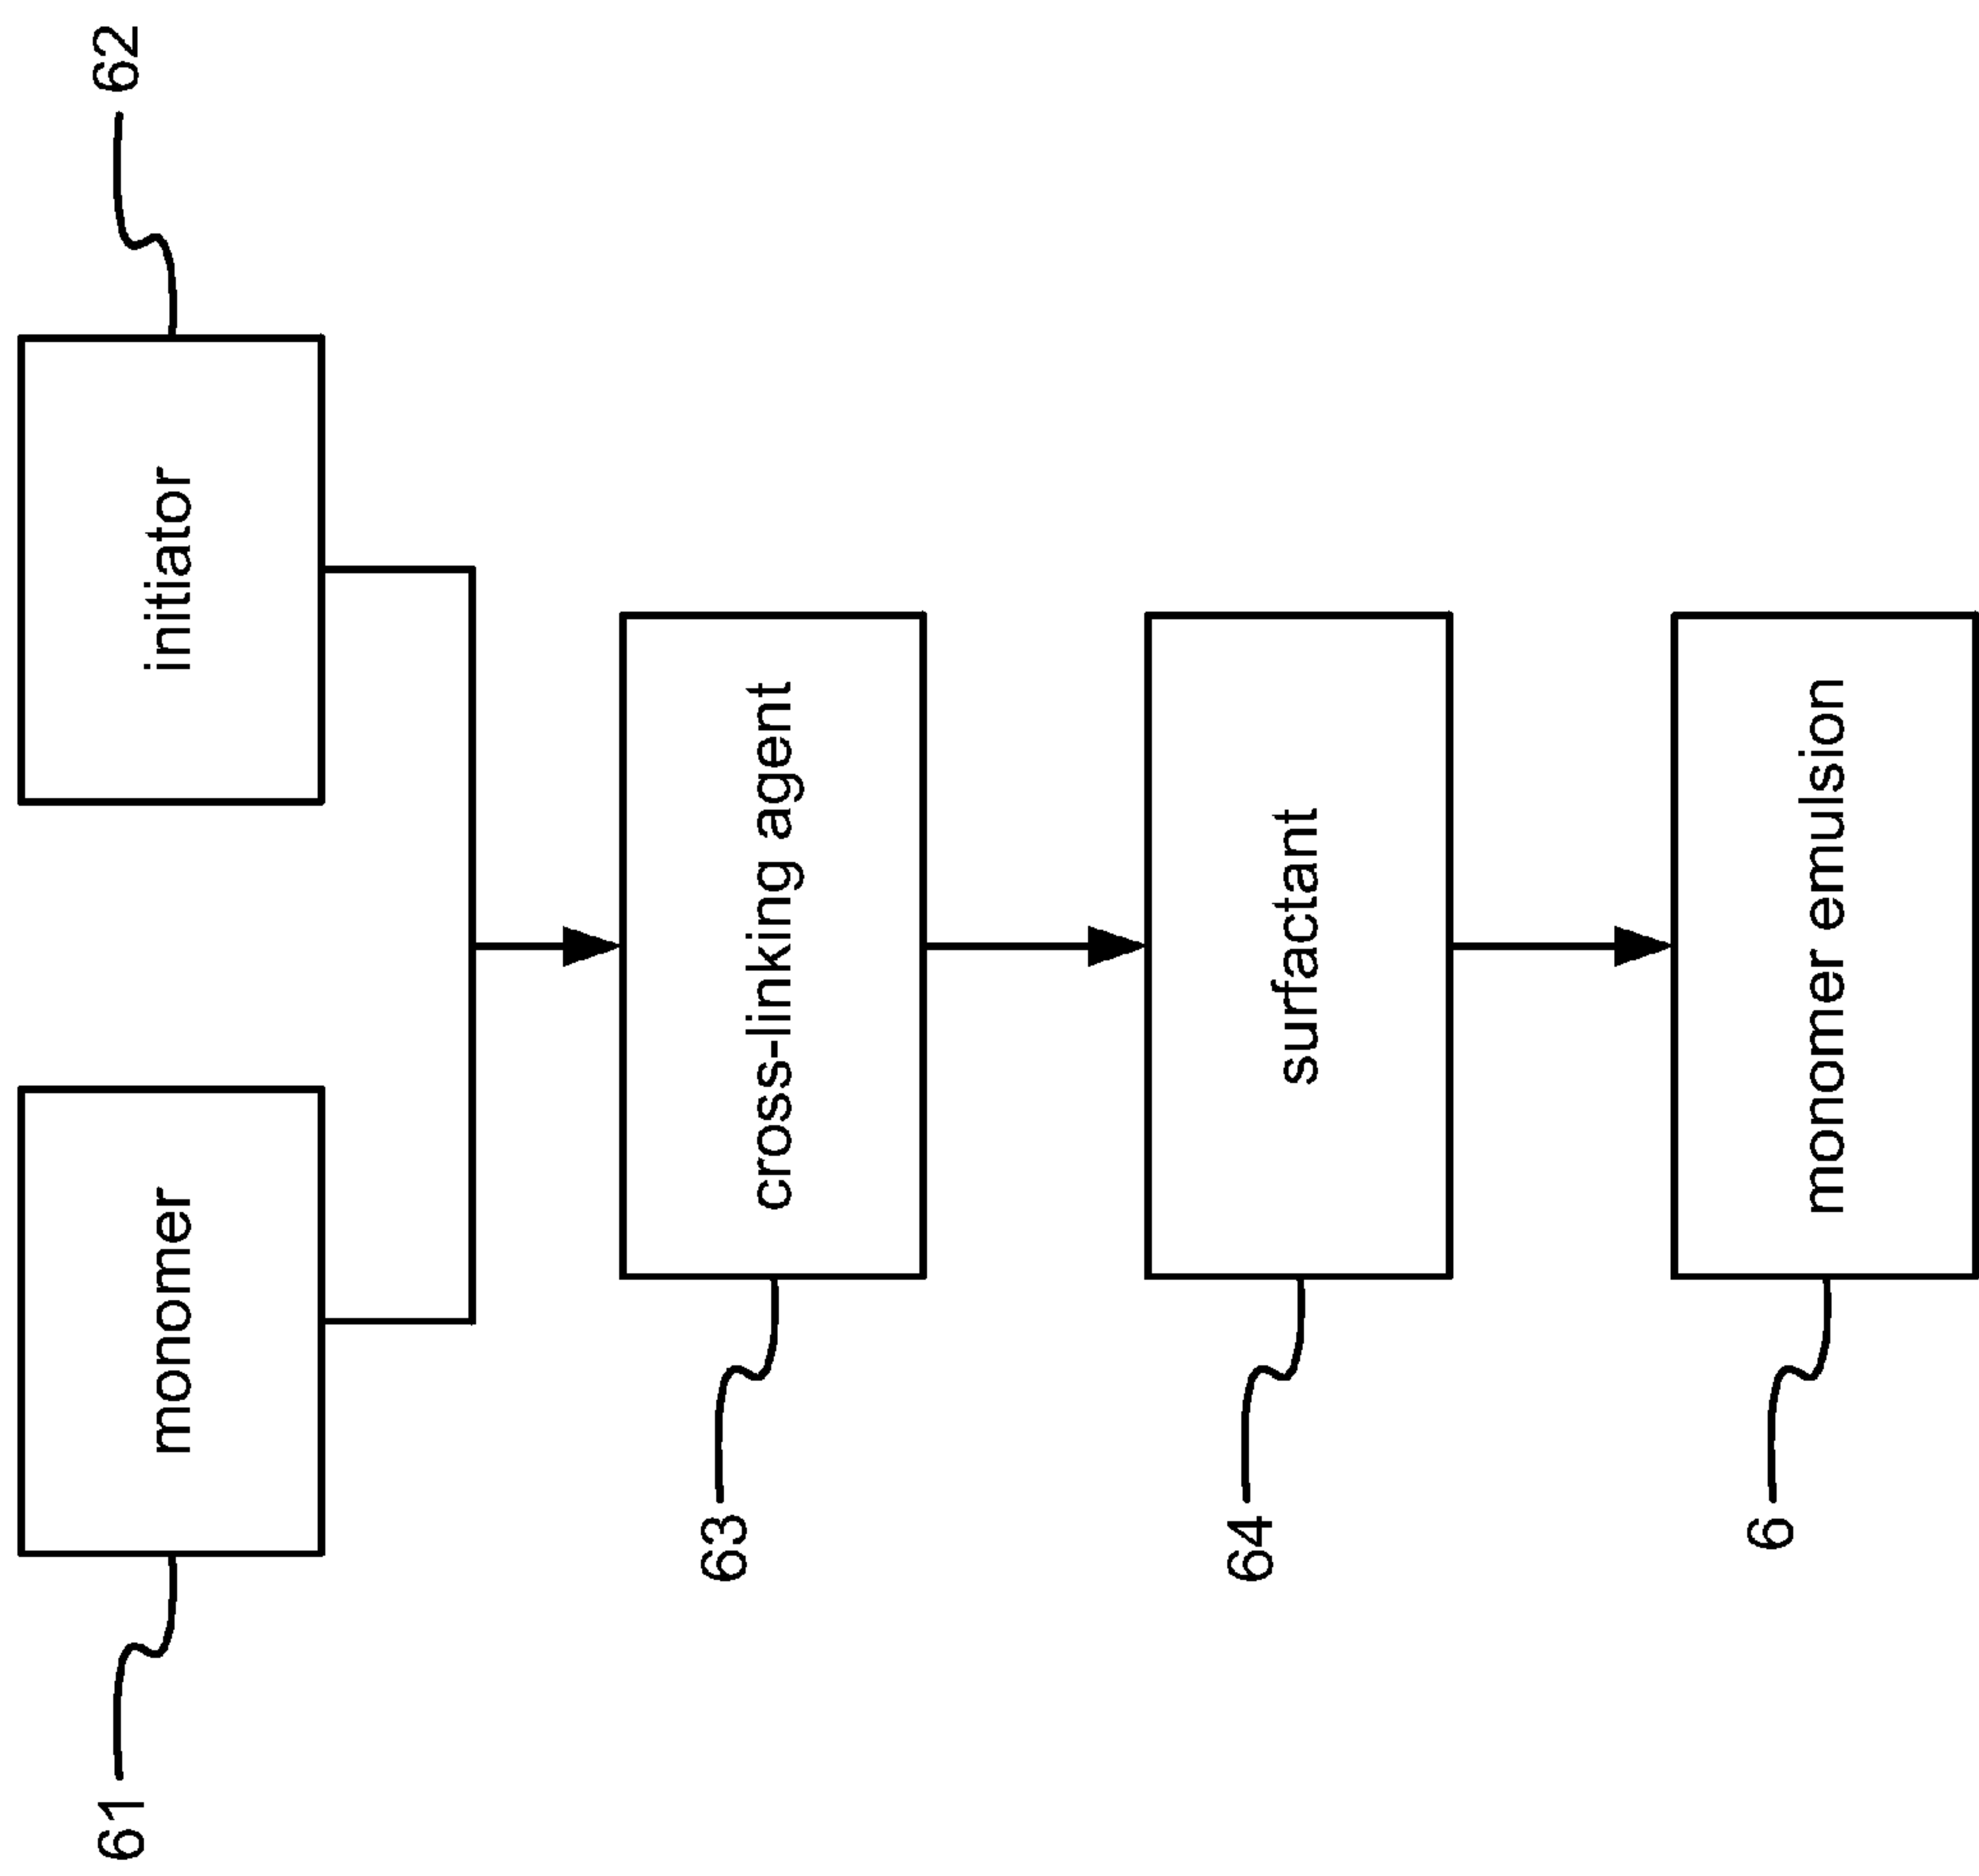 61
monomer
initiator
62
63
cross-linking agent
64
surfactant
6
monomer emulsion